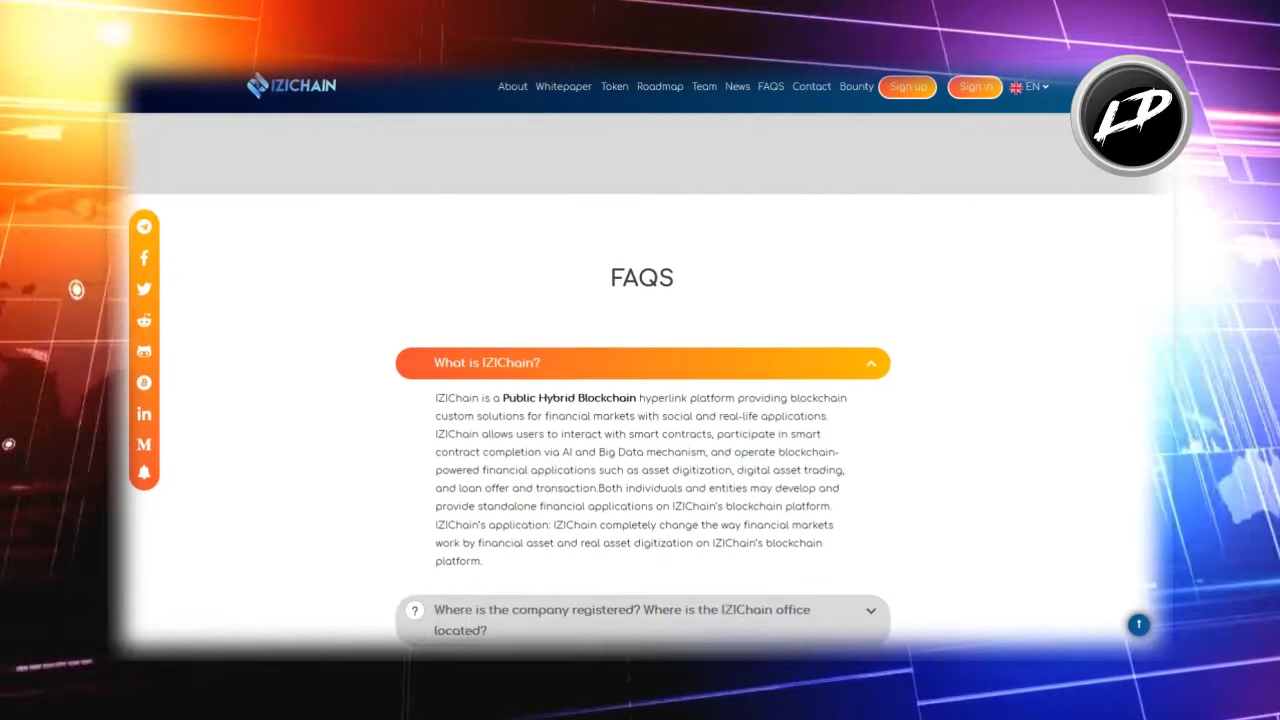 IZICHAIN
About Whitepaper Token Roadmap Team News FAQS Contact Bounty Sign up Sign in EN
LD
FAQS
What is IZIChain?
IZIChain is a Public Hybrid Blockchain hyperlink platform providing blockchain
custom solutions for financial markets with social and real-life applications.
IZIChain allows users to interact with smart contracts, participate in smart
contract completion via AI and Big Data mechanism, and operate blockchain-
powered financial applications such as asset digitization, digital asset trading,
and loan offer and transaction.Both individuals and entities may develop and
provide standalone financial applications on IZIChain's blockchain platform.
IZIChain's application: IZIChain completely change the way financial markets
work by financial asset and real asset digitization on IZIChain's blockchain
platform.
? Where is the company registered? Where is the IZIChain office
located?